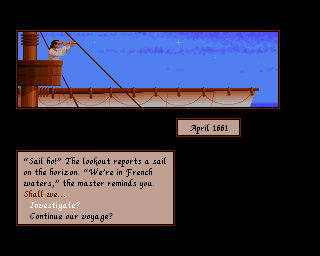 April 1661
"Sail ho!" The lookout reports a sail
on the horizon. "We're in French
waters," the master reminds you.
Shall we...
Investigate?
Continue our voyage?